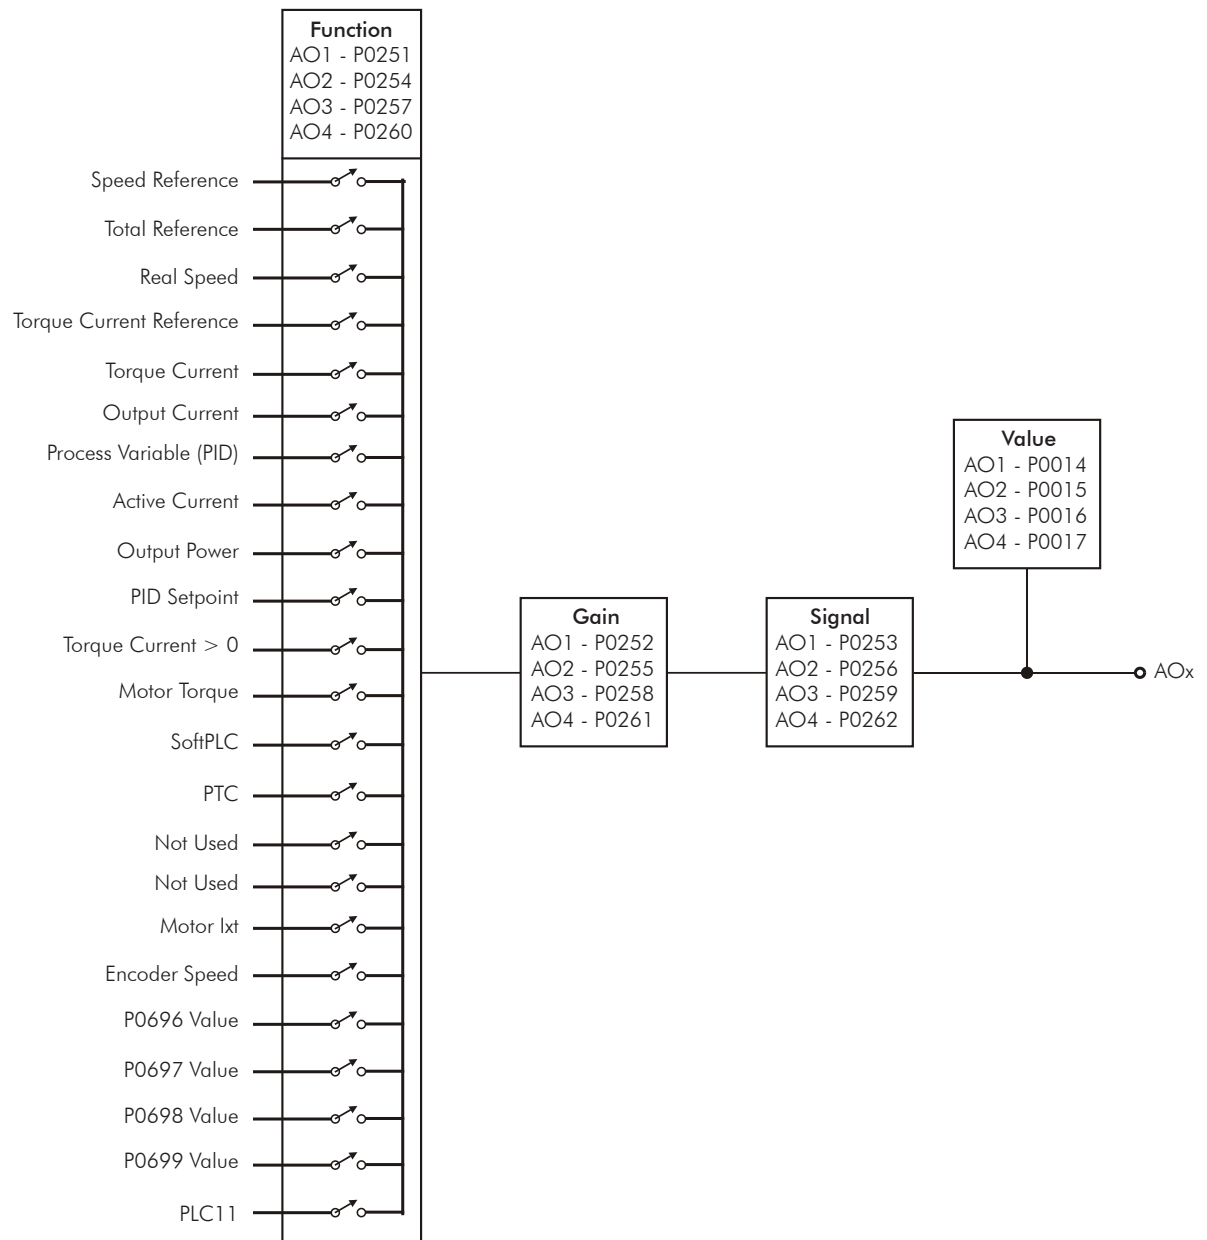 Function
AO1 - P0251
AO2 - P0254
AO3 - P0257
AO4 - P0260
Speed Reference
Total Reference
Real Speed
Torque Current Reference
Torque Current
Output Current
Process Variable (PID)
Active Current
Output Power
PID Setpoint
Torque Current > 0
Motor Torque
SoftPLC
PTC
Not Used
Not Used
Motor Ixt
Encoder Speed
P0696 Value
P0697 Value
P0698 Value
P0699 Value
PLC11
Gain
AO1 - P0252
AO2 - P0255
AO3 - P0258
AO4 - P0261
Signal
AO1 - P0253
AO2 - P0256
AO3 - P0259
AO4 - P0262
Value
AO1 - P0014
AO2 - P0015
AO3 - P0016
AO4 - P0017
AOx